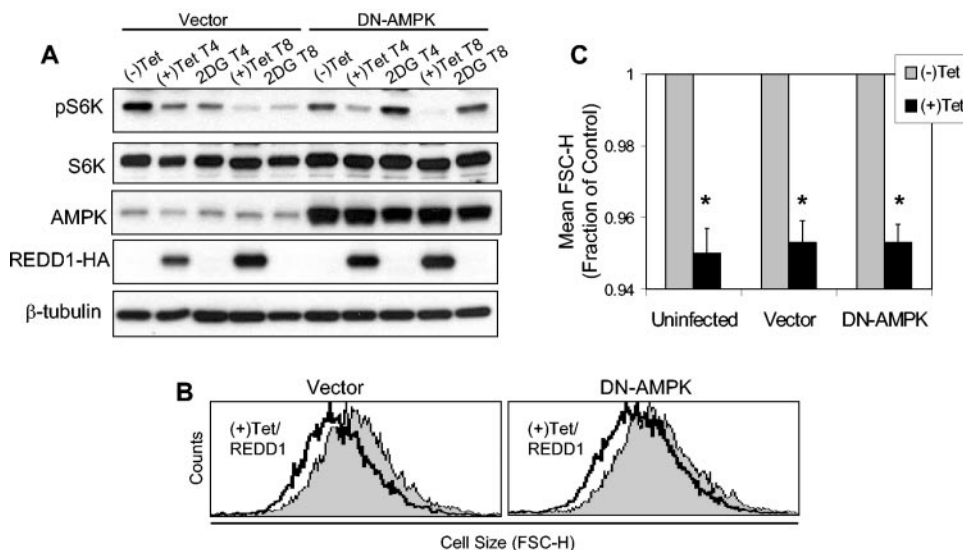 A
Vector
DN-AMPK
(-)Tet
(+)Tet T4
2DG T4
(+)Tet T8
2DG T8
(-)Tet
(+)Tet T4
2DG T4
(+)Tet T8
2DG T8
pS6K
S6K
AMPK
REDD1-HA
β-tubulin
C
(-)Tet
(+)Tet
Mean FSC-H
(Fraction of Control)
1
0.98
0.96
0.94
*
*
*
Uninfected
Vector
DN-AMPK
B
Vector
DN-AMPK
Counts
(+)Tet/
REDD1
(+)Tet/
REDD1
Cell Size (FSC-H)